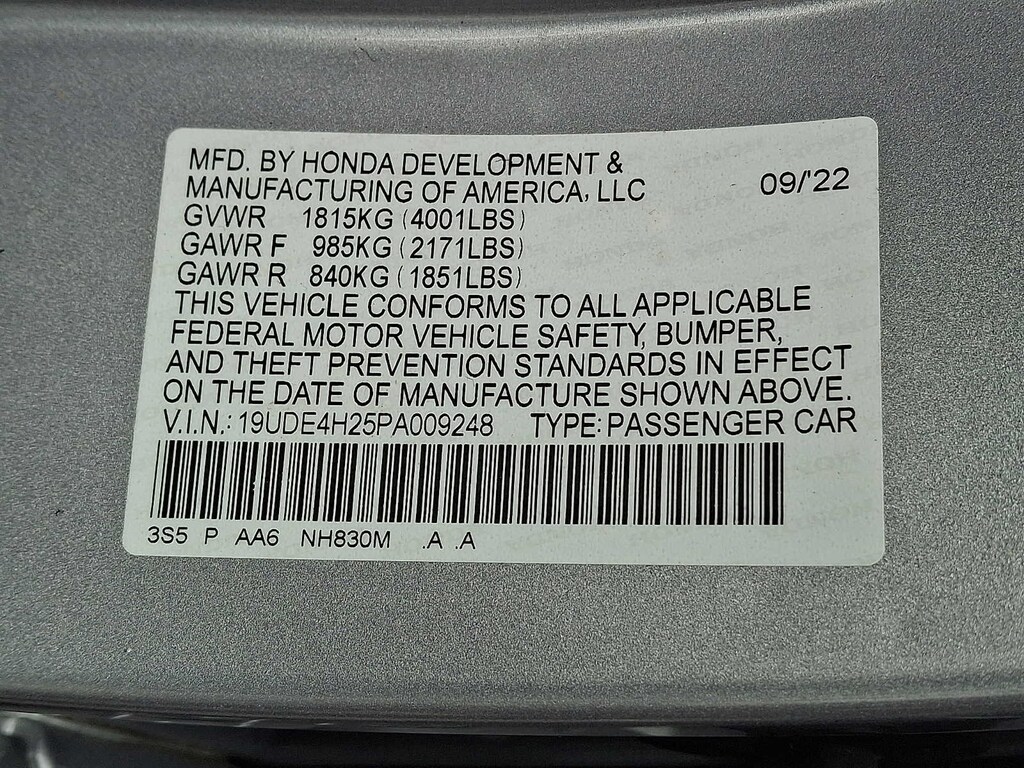 MFD. BY HONDA DEVELOPMENT &
MANUFACTURING OF AMERICA, LLC 09/'22
GVWR 1815KG (4001LBS)
GAWR F 985KG (2171LBS)
GAWR R 840KG (1851LBS)
THIS VEHICLE CONFORMS TO ALL APPLICABLE
FEDERAL MOTOR VEHICLE SAFETY, BUMPER,
AND THEFT PREVENTION STANDARDS IN EFFECT
ON THE DATE OF MANUFACTURE SHOWN ABOVE.
V.I.N.: 19UDE4H25PA009248 TYPE: PASSENGER CAR
3S5 P AA6 NH830M .A .A